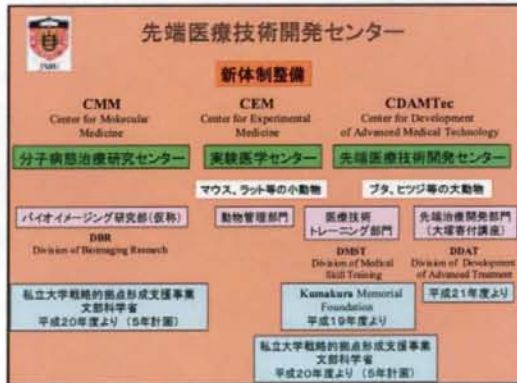 先端医療技術開発センター
新体制整備
CMM
Center for Molecular
Medicine
分子病態治療研究センター
CEM
Center for Experimental
Medicine
実験医学センター
CDAMTec
Center for Development
of Advanced Medical Technology
先端医療技術開発センター
マウス、ラット等の小動物
ブタ、ヒツジ等の大動物
バイオイメージング研究部(仮称)
DBR
Division of Bioimaging Research
動物管理部門
医療技術
トレーニング部門
DMST
Division of Medical
Skill Training
先端治療開発部門
(大塚寄付講座)
DDAT
Division of Development
of Advanced Treatment
私立大学戦略的拠点形成支援事業
文部科学省
平成20年度より (5年計画)
Kumakura Memorial
Foundation
平成19年度より
平成21年度より
私立大学戦略的拠点形成支援事業
文部科学省
平成20年度より (5年計画)